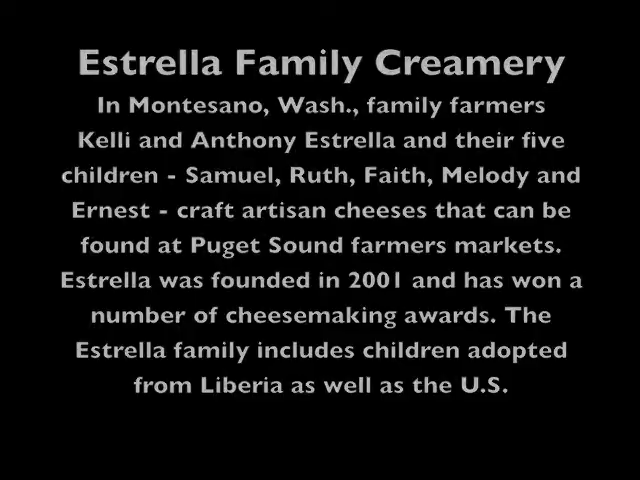 Estrella Family Creamery
In Montesano, Wash., family farmers
Kelli and Anthony Estrella and their five
children - Samuel, Ruth, Faith, Melody and
Ernest - craft artisan cheeses that can be
found at Puget Sound farmers markets.
Estrella was founded in 2001 and has won a
number of cheesemaking awards. The
Estrella family includes children adopted
from Liberia as well as the U.S.